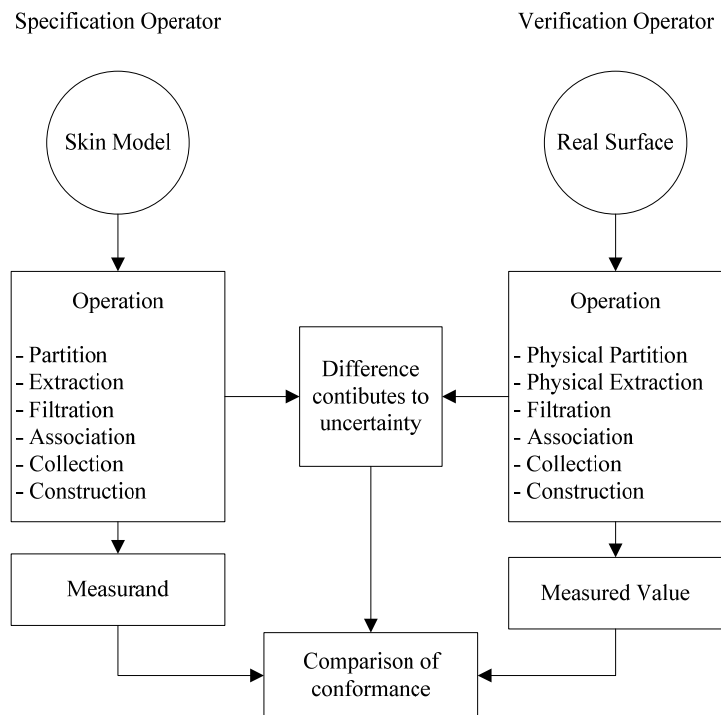 Specification Operator
Verification Operator
Skin Model
Real Surface
Operation
- Partition
- Extraction
- Filtration
- Association
- Collection
- Construction
Difference
contibutes to
uncertainty
Operation
- Physical Partition
- Physical Extraction
- Filtration
- Association
- Collection
- Construction
Measurand
Measured Value
Comparison of
conformance